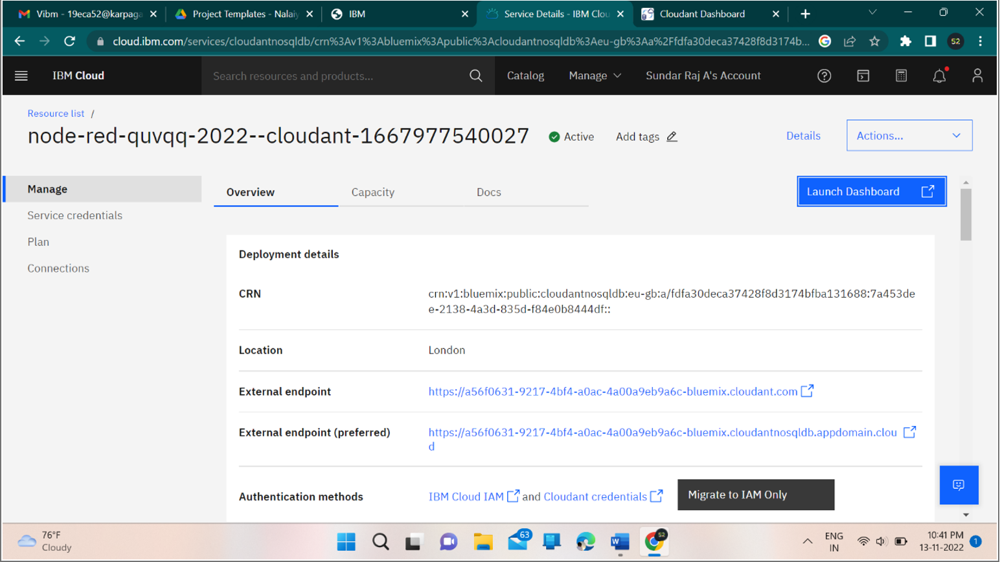 Vibm - 19eca52@karpaga
Project Templates - Nalaiy
IBM
Service Details - IBM Clou
Cloudant Dashboard
cloud.ibm.com/services/cloudantnosqldb/crn%3Av1%3Abluemix%3Apublic%3Acloudantnosqldb%3Aeu-gb%3Aa%2Ffdfa30deca37428f8d3174b...
52
IBM Cloud
Search resources and products...
Catalog
Manage
Sundar Raj A's Account
Resource list /
node-red-quvqq-2022--cloudant-1667977540027
Active
Add tags
Details
Actions...
Manage
Service credentials
Plan
Connections
Overview
Capacity
Docs
Launch Dashboard
Deployment details
CRN
crn:v1:bluemix:public:cloudantnosqldb:eu-gb:a/fdfa30deca37428f8d3174bfba131688:7a453de
e-2138-4a3d-835d-f84e0b8444df::
Location
London
External endpoint
https://a56f0631-9217-4bf4-a0ac-4a00a9eb9a6c-bluemix.cloudant.com
External endpoint (preferred)
https://a56f0631-9217-4bf4-a0ac-4a00a9eb9a6c-bluemix.cloudantnosqldb.appdomain.clou
d
Authentication methods
IBM Cloud IAM and Cloudant credentials
Migrate to IAM Only
76°F
Cloudy
63
52
ENG
IN
10:41 PM
13-11-2022
1